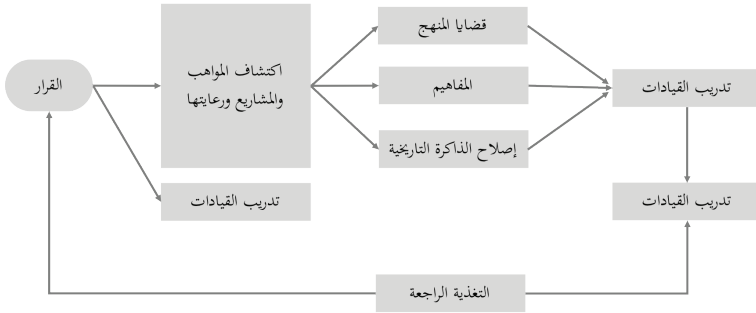 القرار
اكتشاف المواهب
والمشاريع ورعايتها
تدريب القيادات
قضايا المنهج
المفاهيم
إصلاح الذاكرة التاريخية
تدريب القيادات
تدريب القيادات
التغذية الراجعة